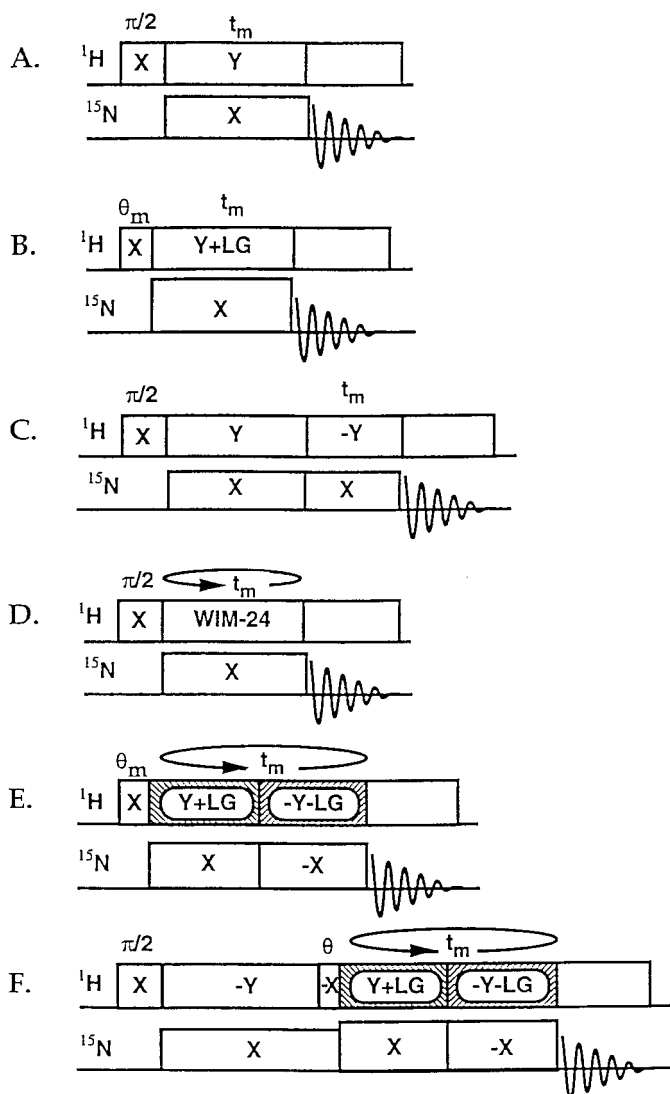 π/2 t_m
A. ¹H X Y
¹⁵N X
θ_m t_m
B. ¹H X Y+LG
¹⁵N X
π/2 t_m
C. ¹H X Y -Y
¹⁵N X X
π/2 t_m
D. ¹H X WIM-24
¹⁵N X
θ_m t_m
E. ¹H X Y+LG -Y-LG
¹⁵N X -X
π/2 θ t_m
F. ¹H X -Y -X Y+LG -Y-LG
¹⁵N X X -X